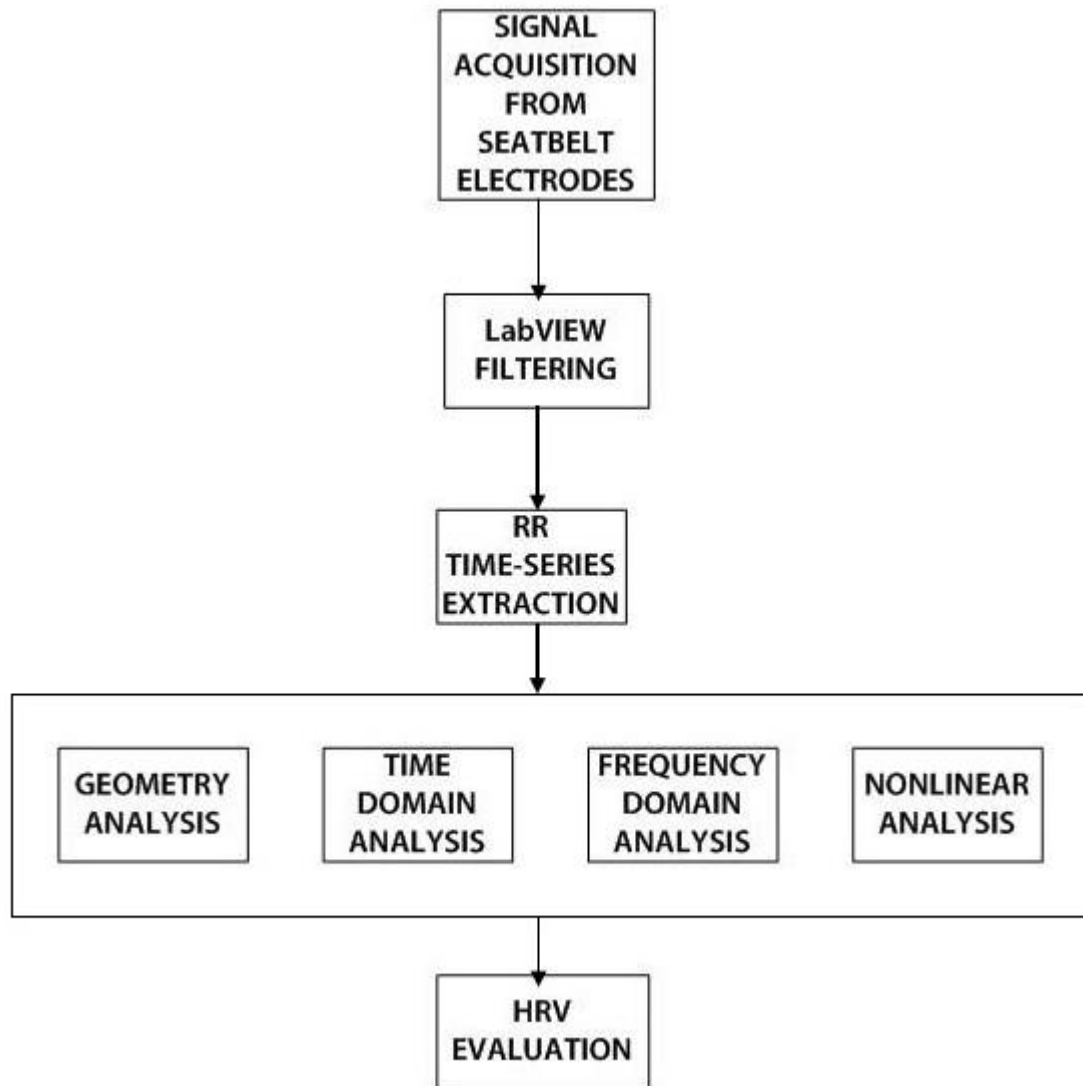 SIGNAL
ACQUISITION
FROM
SEATBELT
ELECTRODES
LabVIEW
FILTERING
RR
TIME-SERIES
EXTRACTION
GEOMETRY
ANALYSIS
TIME
DOMAIN
ANALYSIS
FREQUENCY
DOMAIN
ANALYSIS
NONLINEAR
ANALYSIS
HRV
EVALUATION